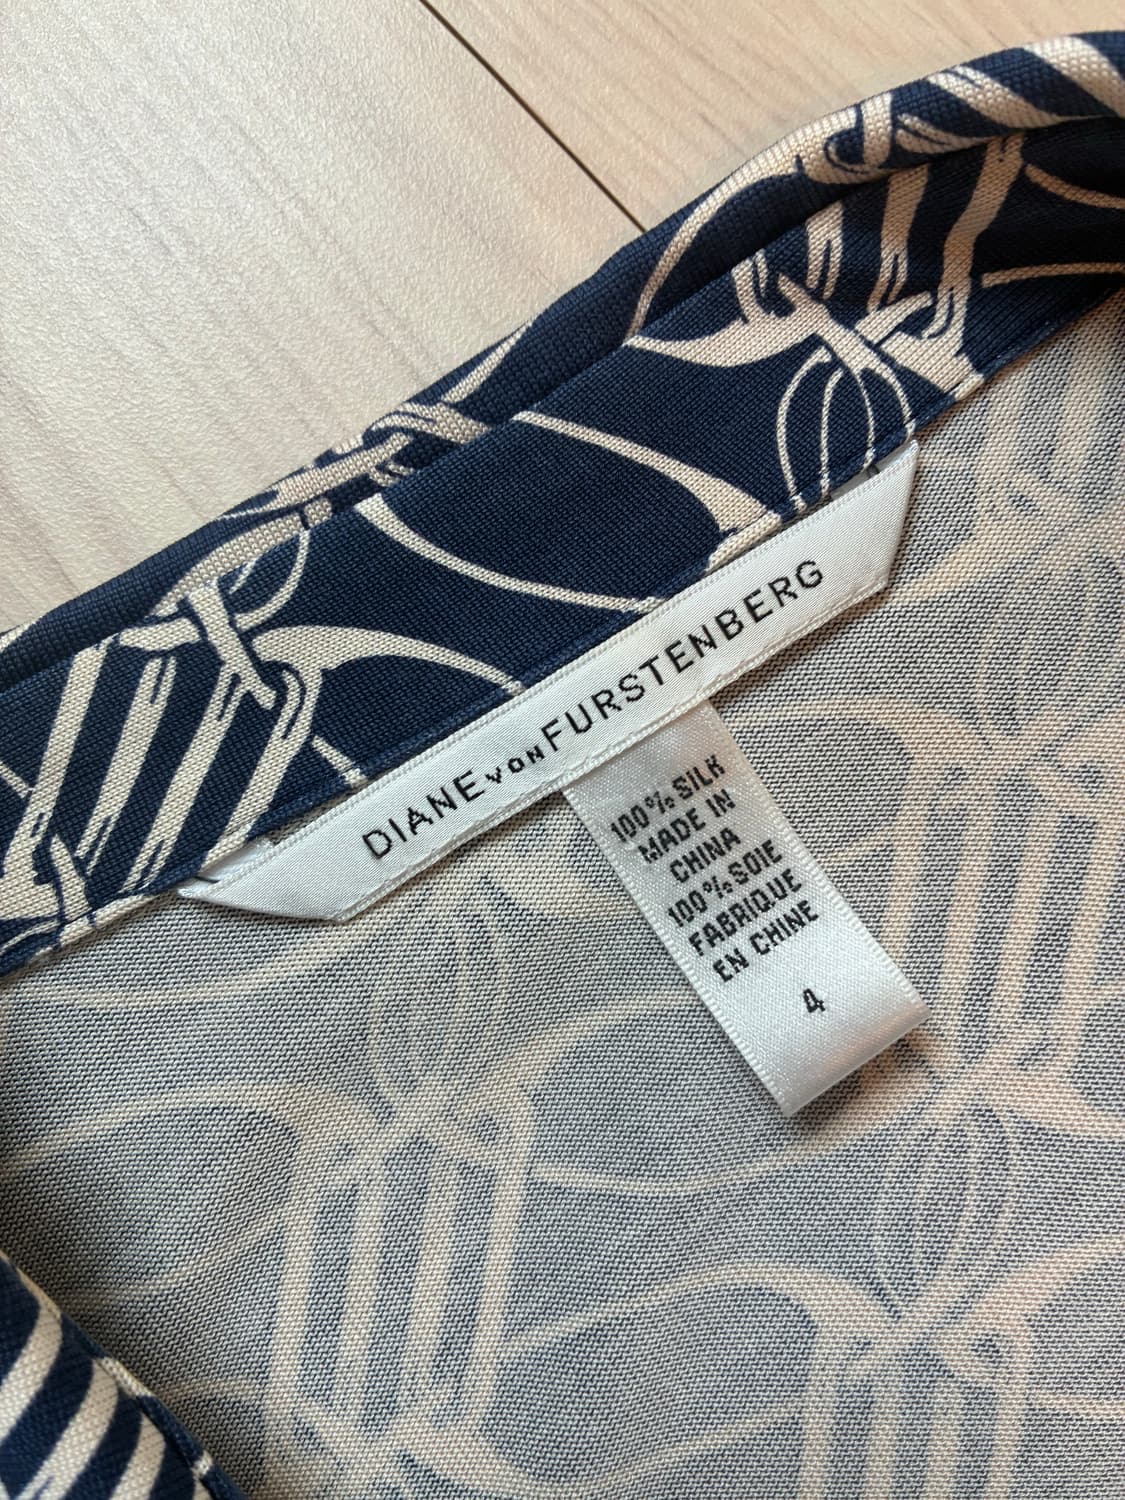 DIANE VON FURSTENBERG
100% SILK
MADE IN
CHINA
100% SOIE
FABRIQUE
EN CHINE
4